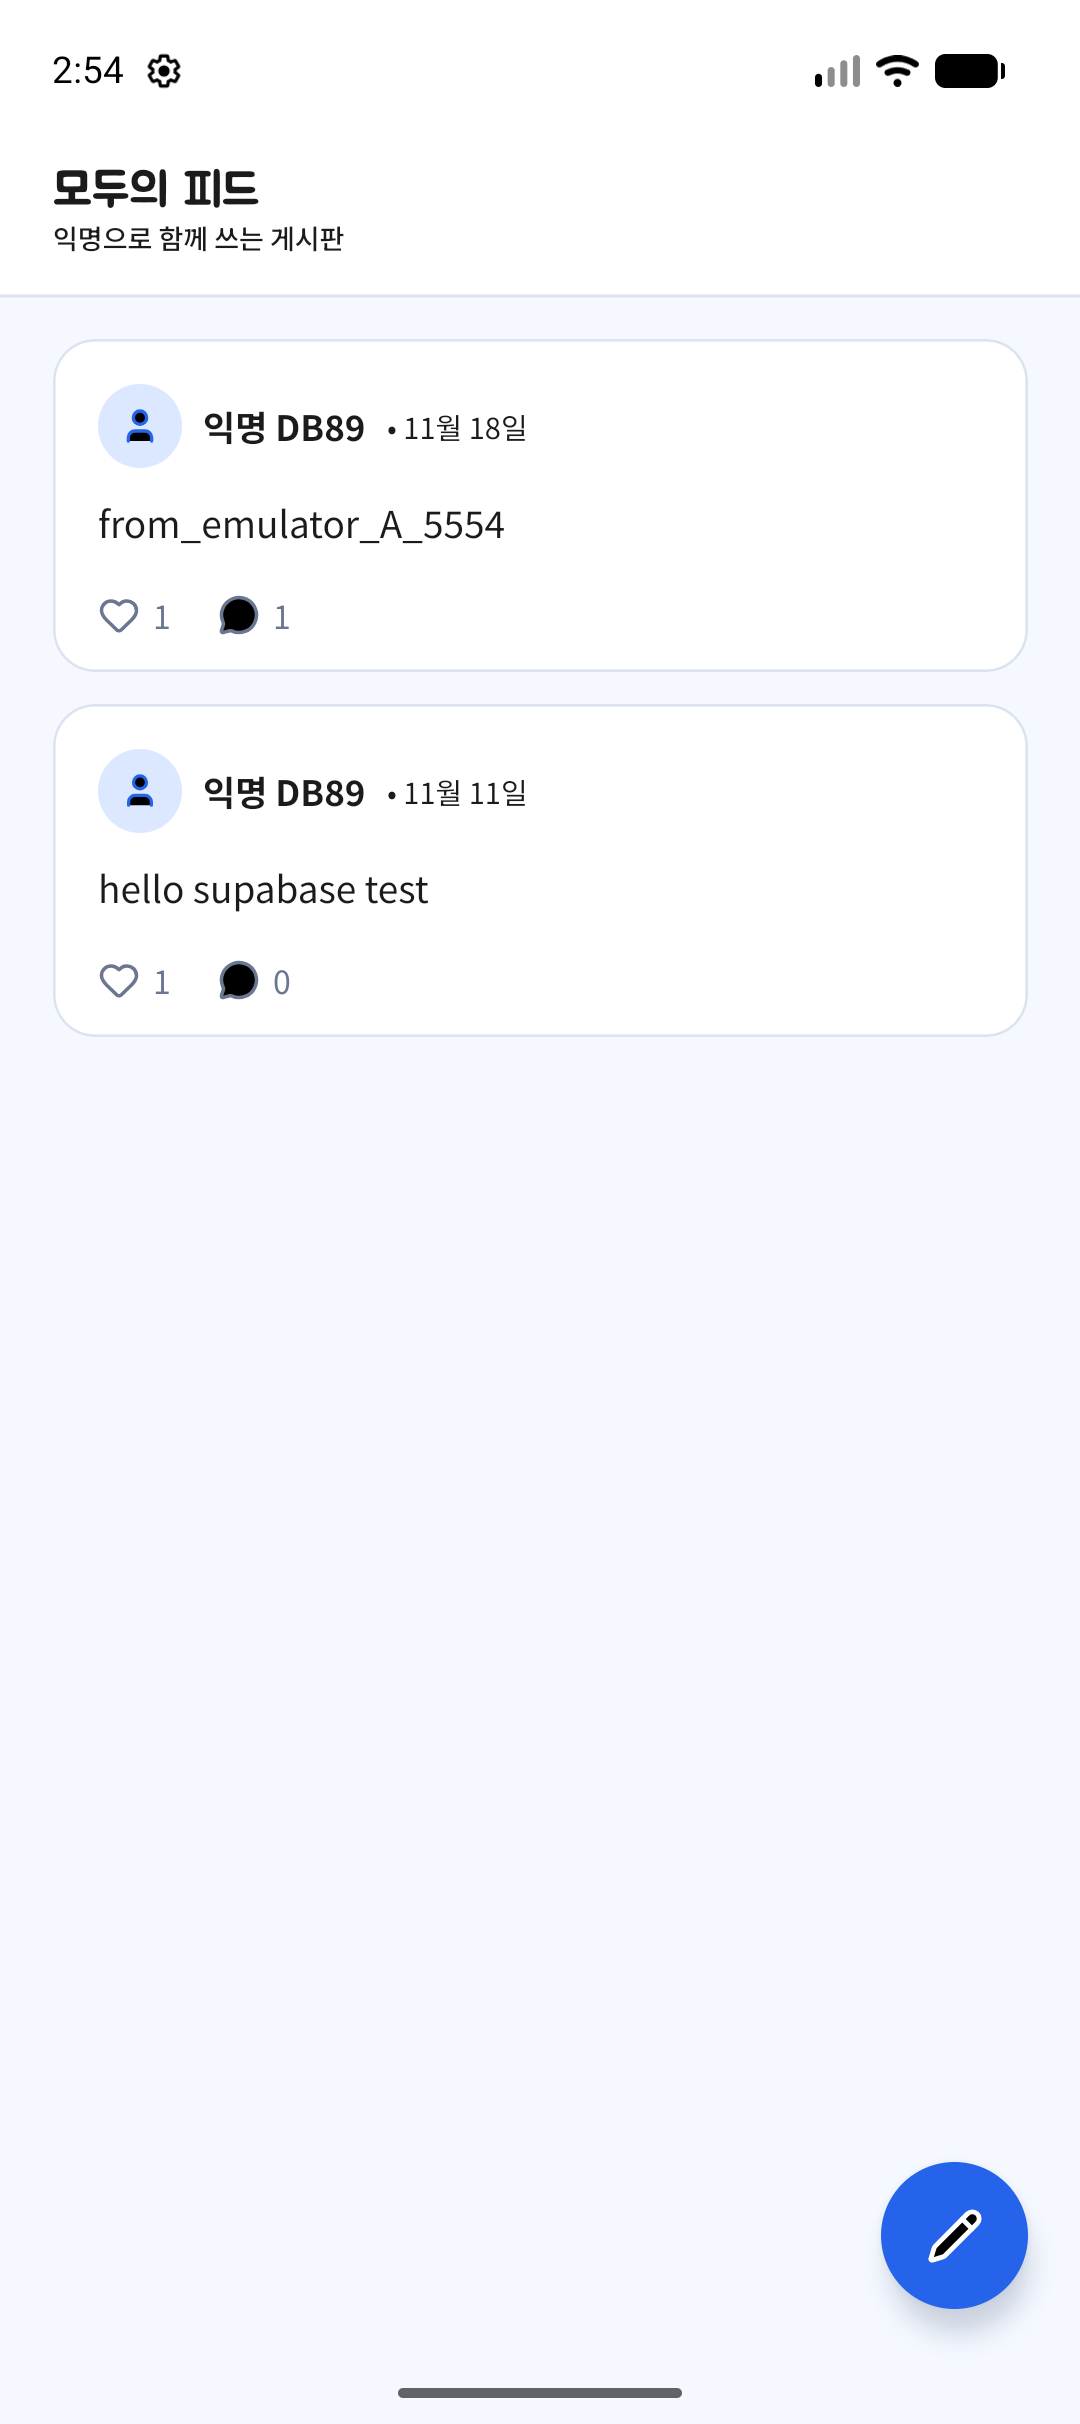 2:54
모두의 피드
익명으로 함께 쓰는 게시판
익명 DB89 • 11월 18일
from_emulator_A_5554
1 1
익명 DB89 • 11월 11일
hello supabase test
1 0